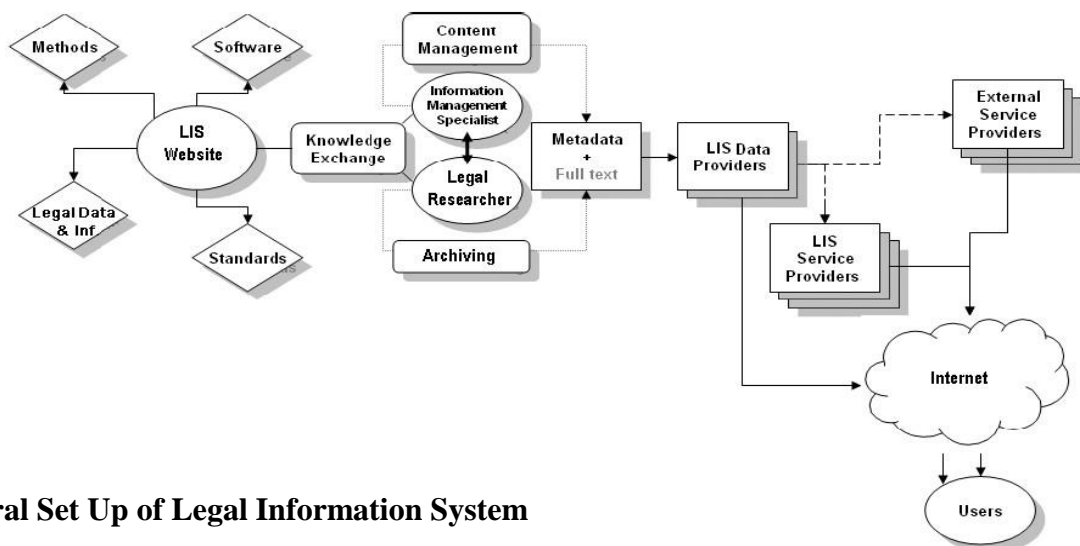 Methods
Software
LIS
Website
Legal Data
& Inf.
Standards
Knowledge
Exchange
Content
Management
Information
Management
Specialist
Legal
Researcher
Archiving
Metadata
+
Full text
LIS Data
Providers
External
Service
Providers
LIS
Service
Providers
Internet
Users
ral Set Up of Legal Information System